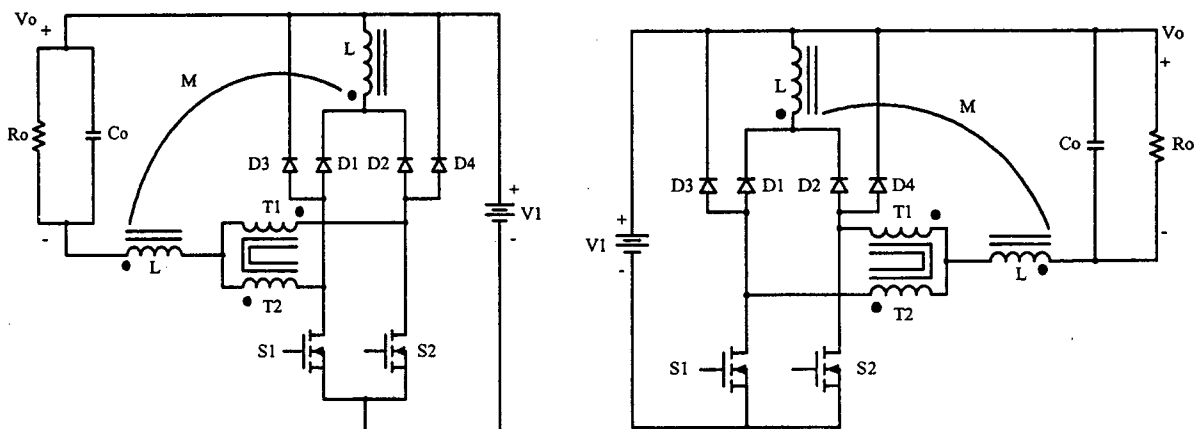 Vo
+
L
M
Ro
Co
D3
D1
D2
D4
+
V1
-
-
T1
L
T2
S1
S2
Vo
+
L
M
Co
Ro
D3
D1
D2
D4
T1
+
V1
-
-
L
T2
S1
S2